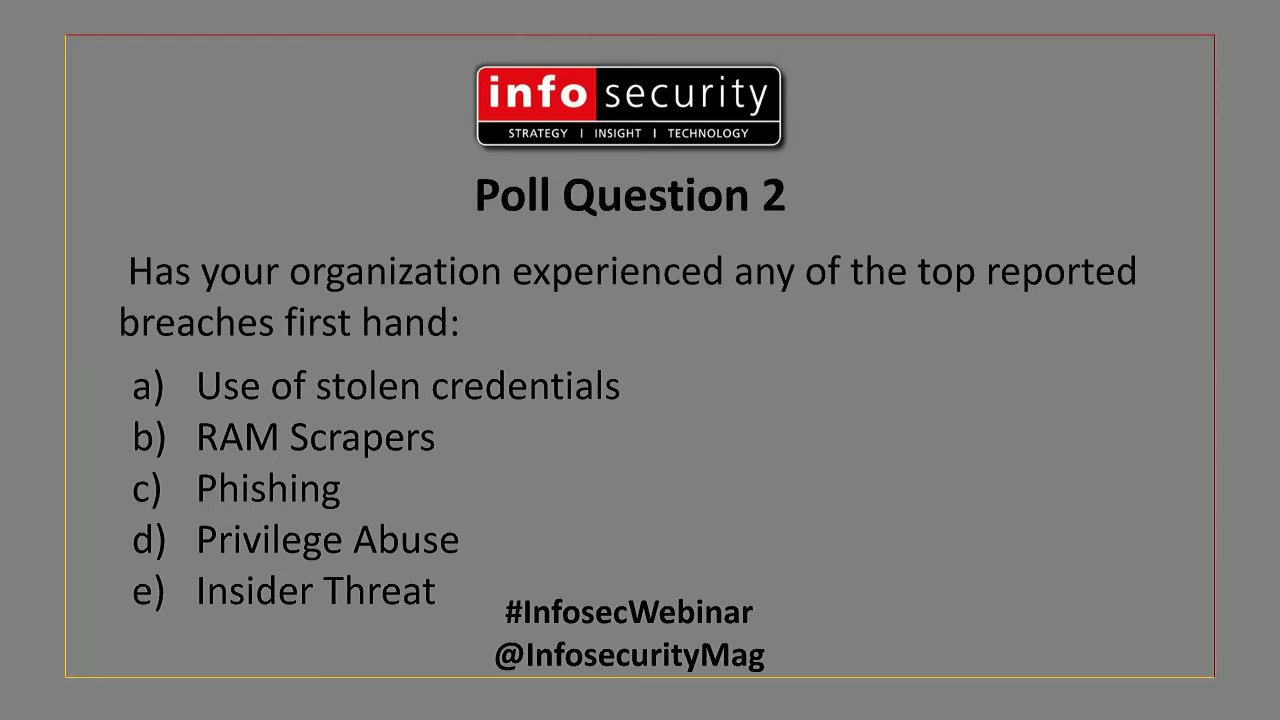 info security
STRATEGY | INSIGHT | TECHNOLOGY
Poll Question 2
Has your organization experienced any of the top reported
breaches first hand:
a) Use of stolen credentials
b) RAM Scrapers
c) Phishing
d) Privilege Abuse
e) Insider Threat
#InfosecWebinar
@InfosecurityMag